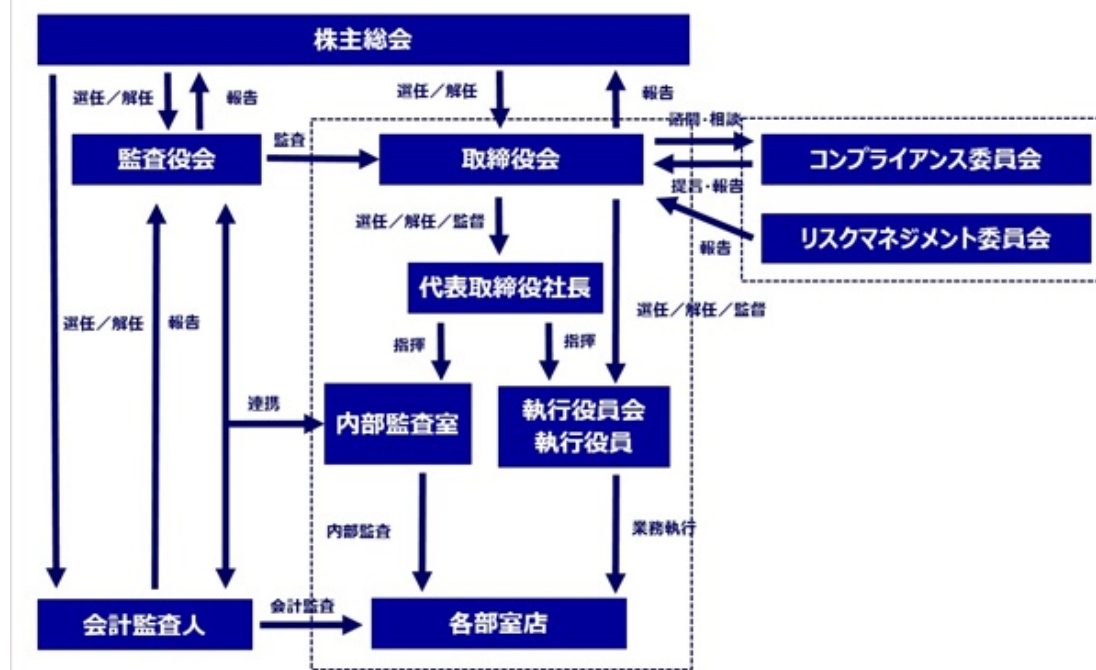 株主総会
選任／解任
報告
選任／解任
報告
監査役会
監査
取締役会
諮問・相談
コンプライアンス委員会
提言・報告
リスクマネジメント委員会
報告
選任／解任／監督
代表取締役社長
選任／解任
報告
選任／解任／監督
指揮
指揮
連携
内部監査室
執行役員会
執行役員
内部監査
業務執行
会計監査人
会計監査
各部室店